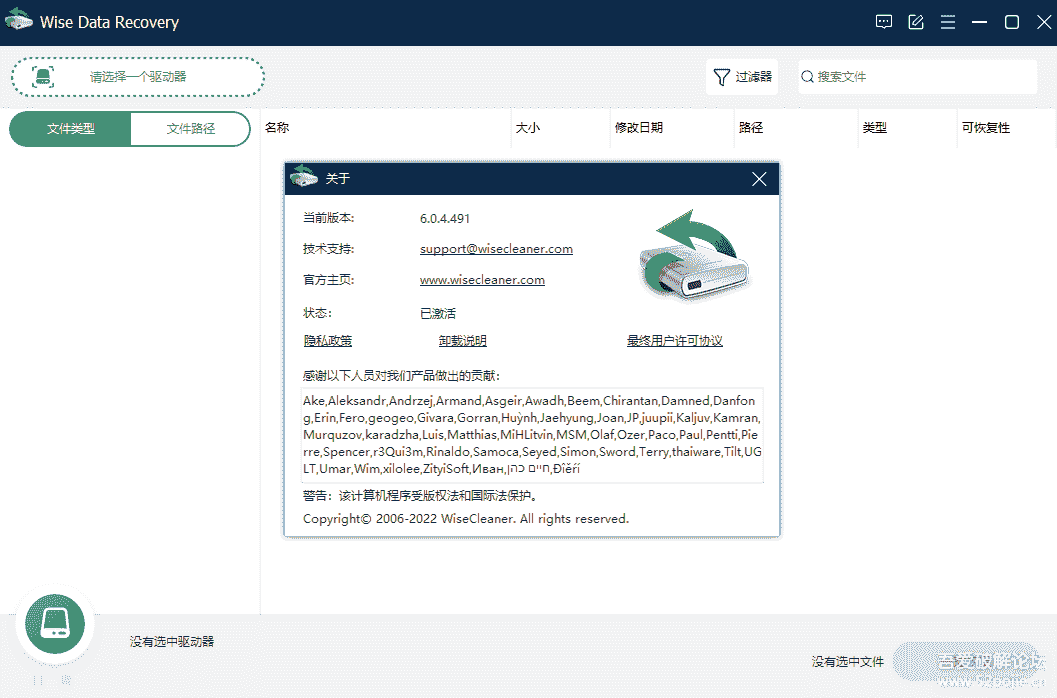 Wise Data Recovery
请选择一个驱动器
过滤器
搜索文件
文件类型
文件路径
名称
大小
修改日期
路径
类型
可恢复性
关于
当前版本:
6.0.4.491
技术支持:
support@wisecleaner.com
官方主页:
www.wisecleaner.com
状态:
已激活
隐私政策
卸载说明
最终用户许可协议
感谢以下人员对我们产品做出的贡献:
Ake,Aleksandr,Andrzej,Armand,Asgeir,Awadh,Beem,Chirantan,Damned,Danfon
g,Erin,Fero,geogeo,Givara,Gorran,Huỳnh,Jaehyung,Joan,JP,juupii,Kaljuv,Kamran,
Murquzov,karadzha,Luis,Matthias,MiHLitvin,MSM,Olaf,Ozer,Paco,Paul,Pentti,Pie
rre,Spencer,r3Qui3m,Rinaldo,Samoca,Seyed,Simon,Sword,Terry,thaiware,Tilt,UG
LT,Umar,Wim,xilolee,ZityiSoft,Иван,חיים כהן,Đĩěŕí
警告：该计算机程序受版权法和国际法保护。
Copyright© 2006-2022 WiseCleaner. All rights reserved.
没有选中驱动器
没有选中文件
吾爱破解论坛
www.52pojie.cn